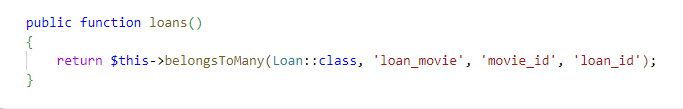 public function loans()
{
    return $this->belongsToMany(Loan::class, 'loan_movie', 'movie_id', 'loan_id');
}